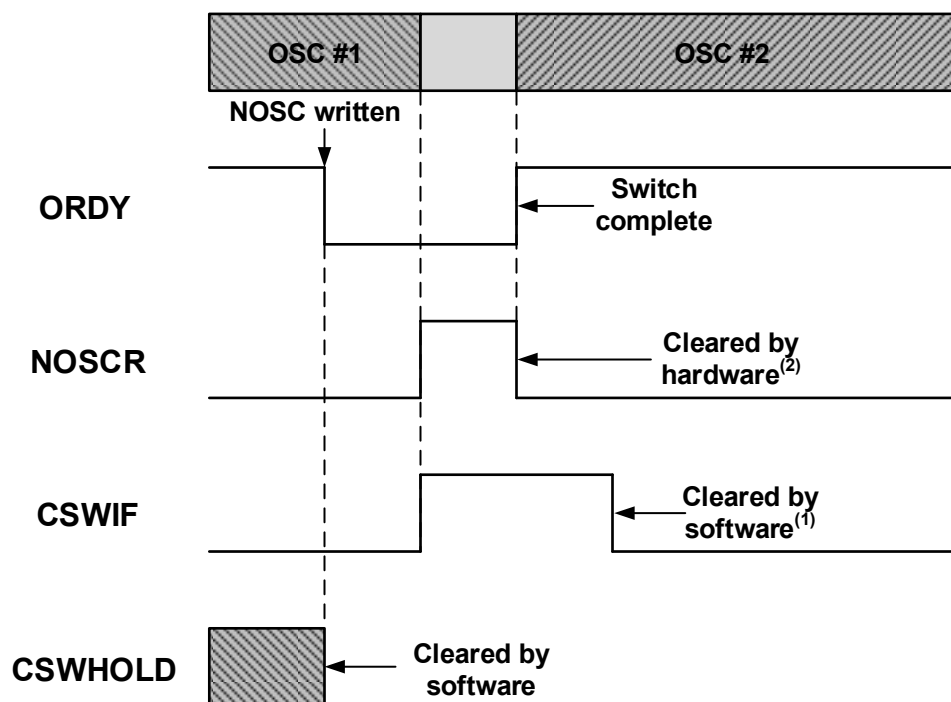 OSC #1
OSC #2
NOSC written
ORDY
Switch
complete
NOSCR
Cleared by
hardware(2)
CSWIF
Cleared by
software(1)
CSWHOLD
Cleared by
software